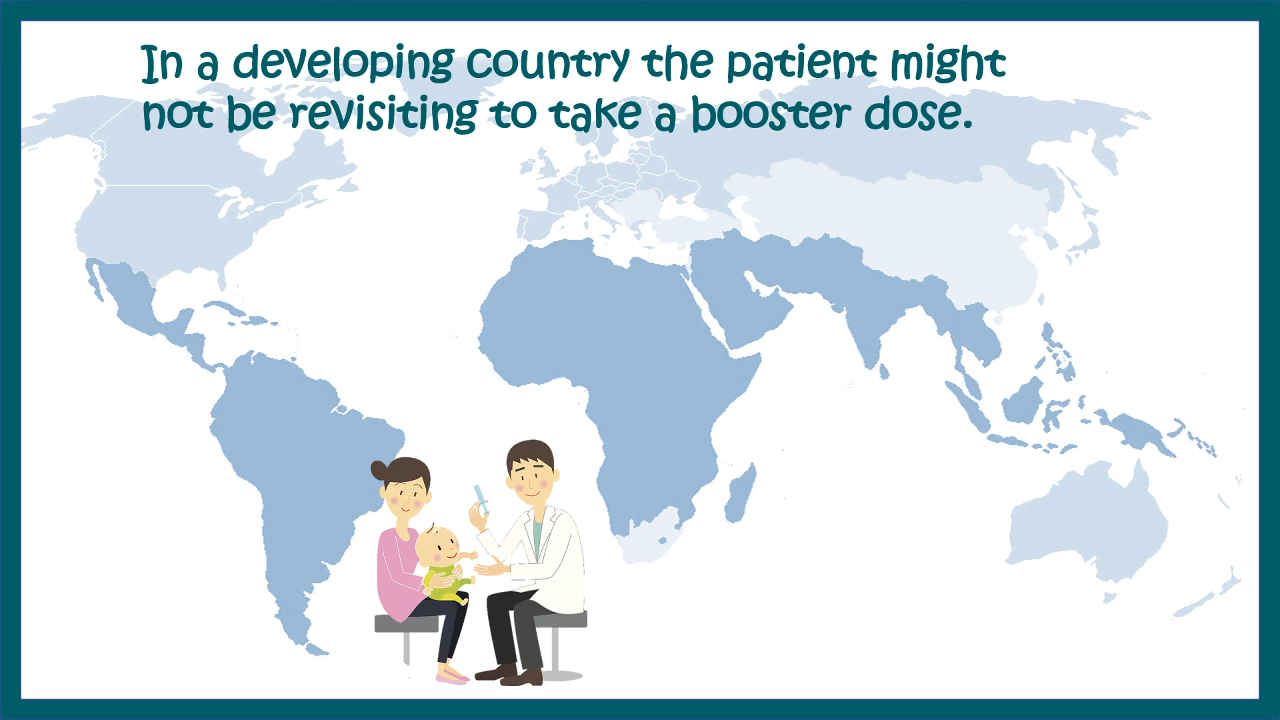 In a developing country the patient might
not be revisiting to take a booster dose.